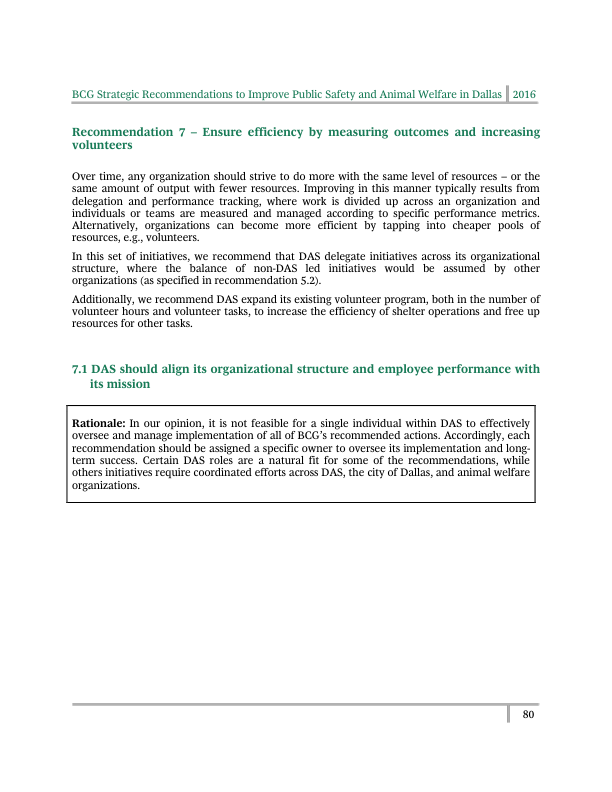 BCG Strategic Recommendations to Improve Public Safety and Animal Welfare in Dallas 2016
Recommendation 7 – Ensure efficiency by measuring outcomes and increasing
volunteers
Over time, any organization should strive to do more with the same level of resources – or the
same amount of output with fewer resources. Improving in this manner typically results from
delegation and performance tracking, where work is divided up across an organization and
individuals or teams are measured and managed according to specific performance metrics.
Alternatively, organizations can become more efficient by tapping into cheaper pools of
resources, e.g., volunteers.
In this set of initiatives, we recommend that DAS delegate initiatives across its organizational
structure, where the balance of non-DAS led initiatives would be assumed by other
organizations (as specified in recommendation 5.2).
Additionally, we recommend DAS expand its existing volunteer program, both in the number of
volunteer hours and volunteer tasks, to increase the efficiency of shelter operations and free up
resources for other tasks.
7.1 DAS should align its organizational structure and employee performance with
its mission
Rationale: In our opinion, it is not feasible for a single individual within DAS to effectively
oversee and manage implementation of all of BCG's recommended actions. Accordingly, each
recommendation should be assigned a specific owner to oversee its implementation and long-
term success. Certain DAS roles are a natural fit for some of the recommendations, while
others initiatives require coordinated efforts across DAS, the city of Dallas, and animal welfare
organizations.
80